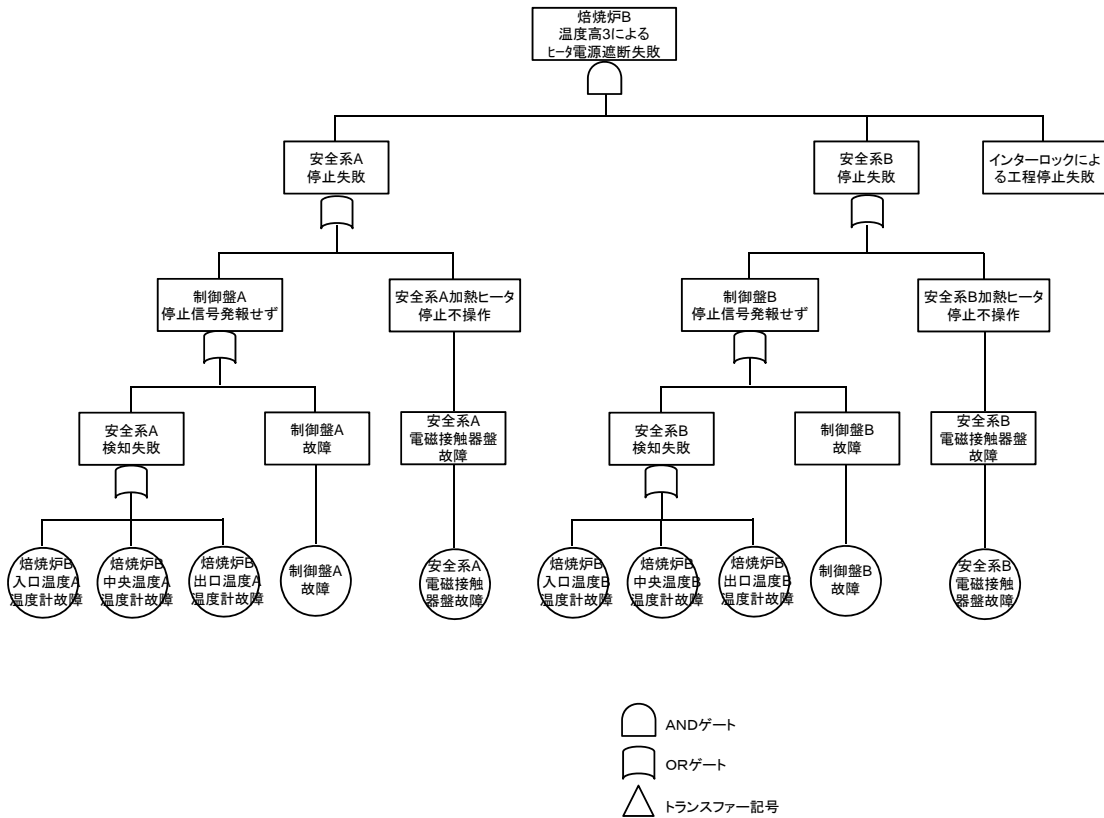 焙焼炉B
温度高3による
ヒータ電源遮断失敗
安全系A
停止失敗
安全系B
停止失敗
インターロックによ
る工程停止失敗
制御盤A
停止信号発報せず
安全系A加熱ヒータ
停止不操作
制御盤B
停止信号発報せず
安全系B加熱ヒータ
停止不操作
安全系A
検知失敗
制御盤A
故障
安全系A
電磁接触器盤
故障
安全系B
検知失敗
制御盤B
故障
安全系B
電磁接触器盤
故障
焙焼炉B
入口温度A
温度計故障
焙焼炉B
中央温度A
温度計故障
焙焼炉B
出口温度A
温度計故障
制御盤A
故障
安全系A
電磁接触
器盤故障
焙焼炉B
入口温度B
温度計故障
焙焼炉B
中央温度B
温度計故障
焙焼炉B
出口温度B
温度計故障
制御盤B
故障
安全系B
電磁接触
器盤故障
ANDゲート
ORゲート
トランスファー記号